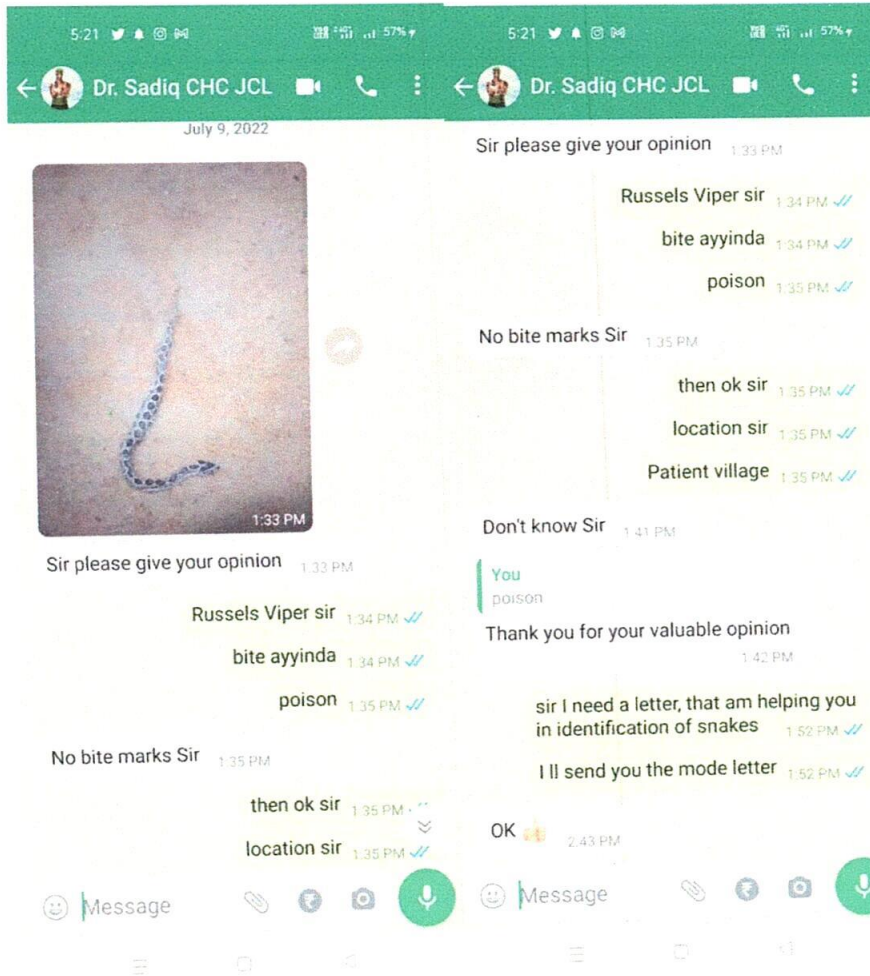 5:21 57%
Dr. Sadiq CHC JCL
July 9, 2022
1:33 PM
Sir please give your opinion 1:33 PM
Russels Viper sir 1:34 PM
bite ayyinda 1:34 PM
poison 1:35 PM
No bite marks Sir 1:35 PM
then ok sir 1:35 PM
location sir 1:35 PM
Message
5:21 57%
Dr. Sadiq CHC JCL
Sir please give your opinion 1:33 PM
Russels Viper sir 1:34 PM
bite ayyinda 1:34 PM
poison 1:35 PM
No bite marks Sir 1:35 PM
then ok sir 1:35 PM
location sir 1:35 PM
Patient village 1:35 PM
Don't know Sir 1:41 PM
You
poison
Thank you for your valuable opinion
1:42 PM
sir I need a letter, that am helping you
in identification of snakes 1:52 PM
I ll send you the mode letter 1:52 PM
OK 👍 2:43 PM
Message